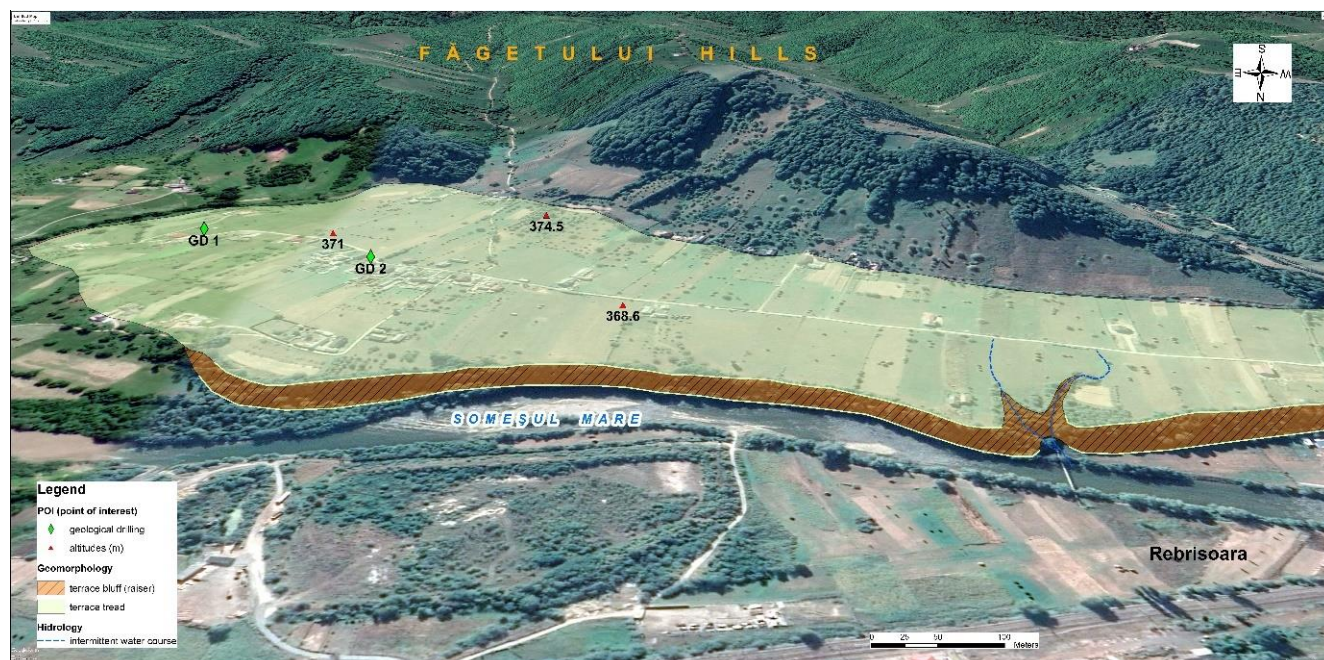 FĂGETULUI HILLS
S
E W
N
GD 1
371
GD 2
374.5
368.6
SOMEŞUL MARE
Rebrisoara
Legend
POI (point of interest)
geological drilling
altitudes (m)
Geomorphology
terrace bluff (raiser)
terrace tread
Hidrology
intermittent water course
0 25 50 100
Meters